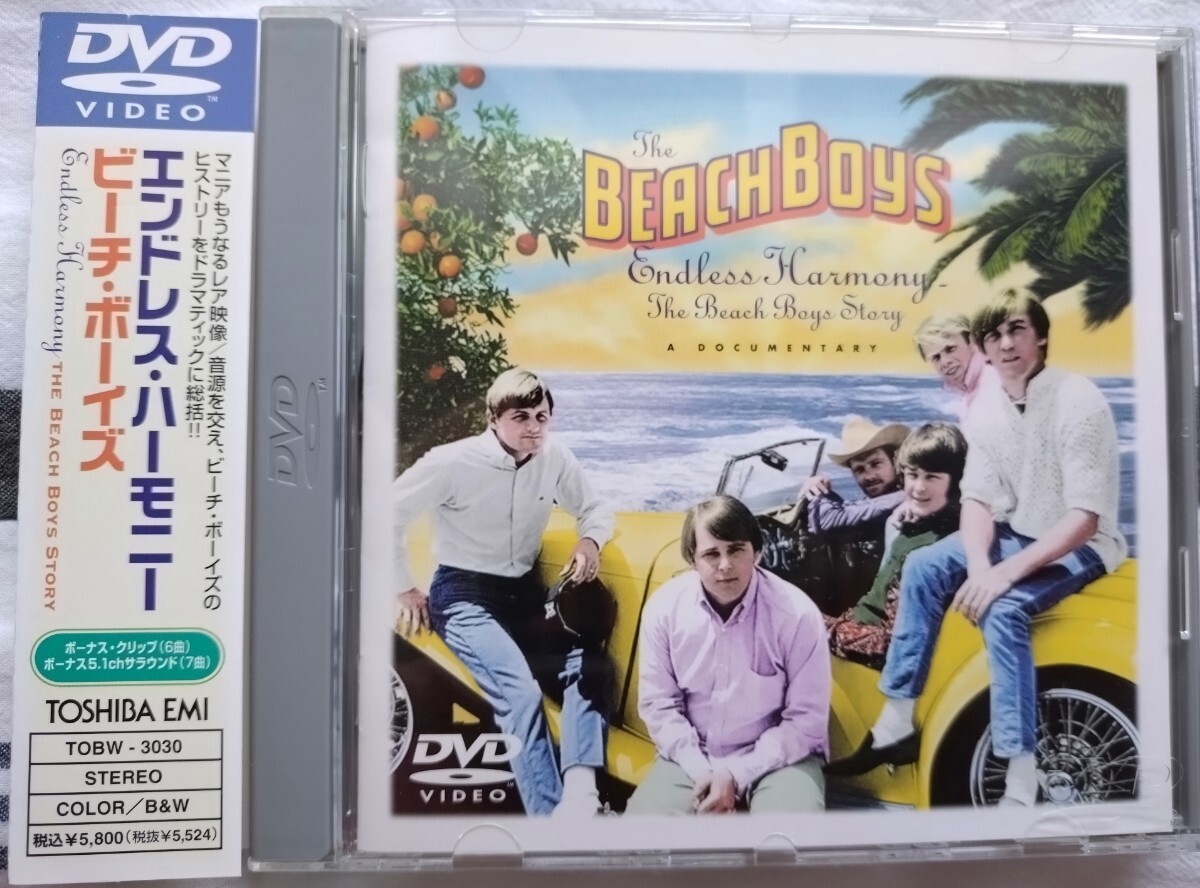 DVD
VIDEO™
マニアもうなるレア映像/音源を交え、ビーチ・ボーイズの
ヒストリーをドラマティックに総括!!
エンドレス・ハーモニー
ビーチ・ボーイズ
Endless Harmony THE BEACH BOYS STORY
ボーナス・クリップ(6曲)
ボーナス5.1chサラウンド(7曲)
TOSHIBA EMI
TOBW - 3030
STEREO
COLOR/B&W
税込¥5,800(税抜¥5,524)
DVD™
The
BEACH BOYS
Endless Harmony -
The Beach Boys Story
A DOCUMENTARY
DVD
VIDEO™